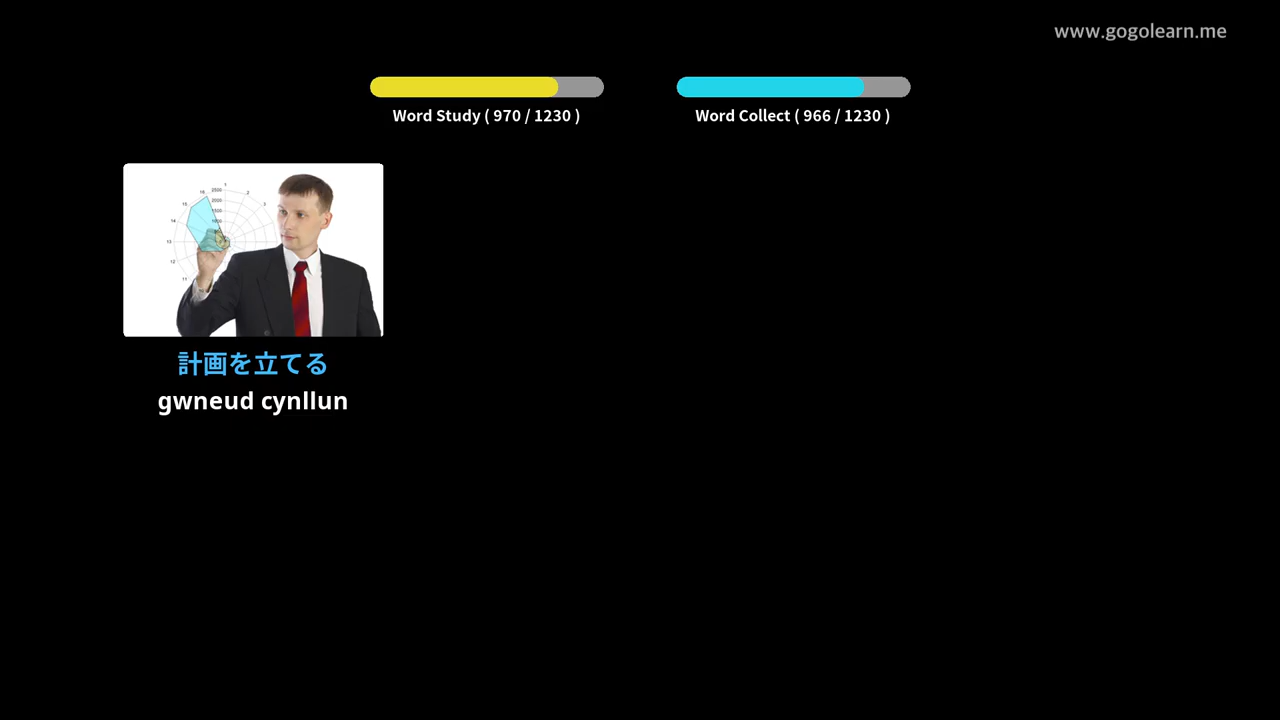 www.gogolearn.me
Word Study ( 970 / 1230 )
Word Collect ( 966 / 1230 )
計画を立てる
gwneud cynllun